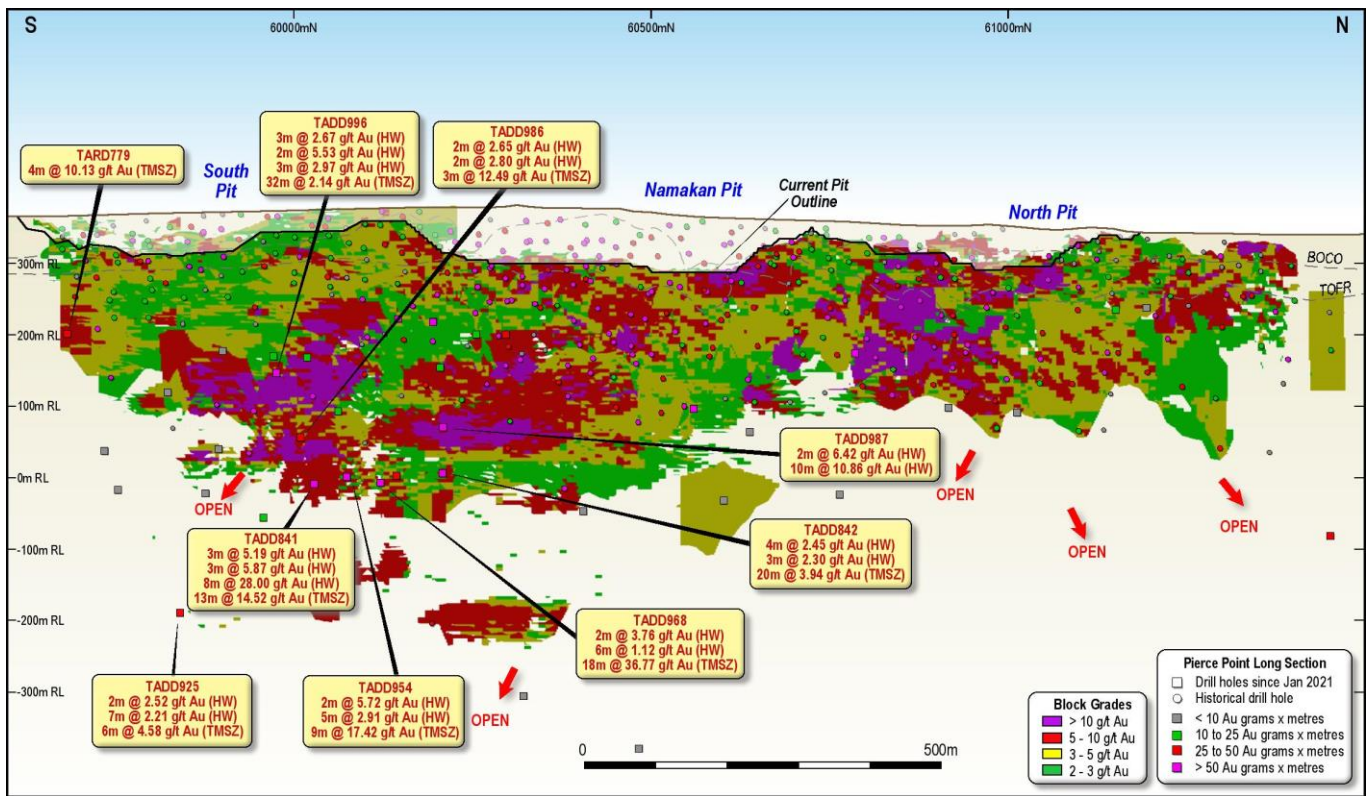 S
60000mN
60500mN
61000mN
N
TARD779
4m @ 10.13 g/t Au (TMSZ)
South
Pit
TADD996
3m @ 2.67 g/t Au (HW)
2m @ 5.53 g/t Au (HW)
3m @ 2.97 g/t Au (HW)
32m @ 2.14 g/t Au (TMSZ)
TADD986
2m @ 2.65 g/t Au (HW)
2m @ 2.80 g/t Au (HW)
3m @ 12.49 g/t Au (TMSZ)
Namakan Pit
Current Pit
Outline
North Pit
300m RL
BOCO
TOFR
200m RL
100m RL
0m RL
-100m RL
-200m RL
-300m RL
TADD987
2m @ 6.42 g/t Au (HW)
10m @ 10.86 g/t Au (HW)
OPEN
OPEN
OPEN
OPEN
OPEN
TADD841
3m @ 5.19 g/t Au (HW)
3m @ 5.87 g/t Au (HW)
8m @ 28.00 g/t Au (HW)
13m @ 14.52 g/t Au (TMSZ)
TADD842
4m @ 2.45 g/t Au (HW)
3m @ 2.30 g/t Au (HW)
20m @ 3.94 g/t Au (TMSZ)
TADD968
2m @ 3.76 g/t Au (HW)
6m @ 1.12 g/t Au (HW)
18m @ 36.77 g/t Au (TMSZ)
TADD925
2m @ 2.52 g/t Au (HW)
7m @ 2.21 g/t Au (HW)
6m @ 4.58 g/t Au (TMSZ)
TADD954
2m @ 5.72 g/t Au (HW)
5m @ 2.91 g/t Au (HW)
9m @ 17.42 g/t Au (TMSZ)
0
500m
Block Grades
> 10 g/t Au
5 - 10 g/t Au
3 - 5 g/t Au
2 - 3 g/t Au
Pierce Point Long Section
Drill holes since Jan 2021
Historical drill hole
< 10 Au grams x metres
10 to 25 Au grams x metres
25 to 50 Au grams x metres
> 50 Au grams x metres